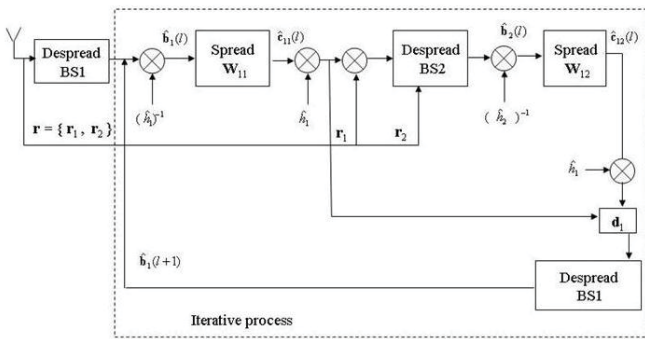 Despread
BS1
b̂₁(l)
Spread
W₁₁
ĉ₁₁(l)
Despread
BS2
b̂₂(l)
Spread
W₁₂
ĉ₁₂(l)
(ĥ₁)⁻¹
ĥ₁
(ĥ₂)⁻¹
r = { r₁ , r₂ }
r₁
r₂
ĥ₁
d₁
b̂₁(l+1)
Despread
BS1
Iterative process